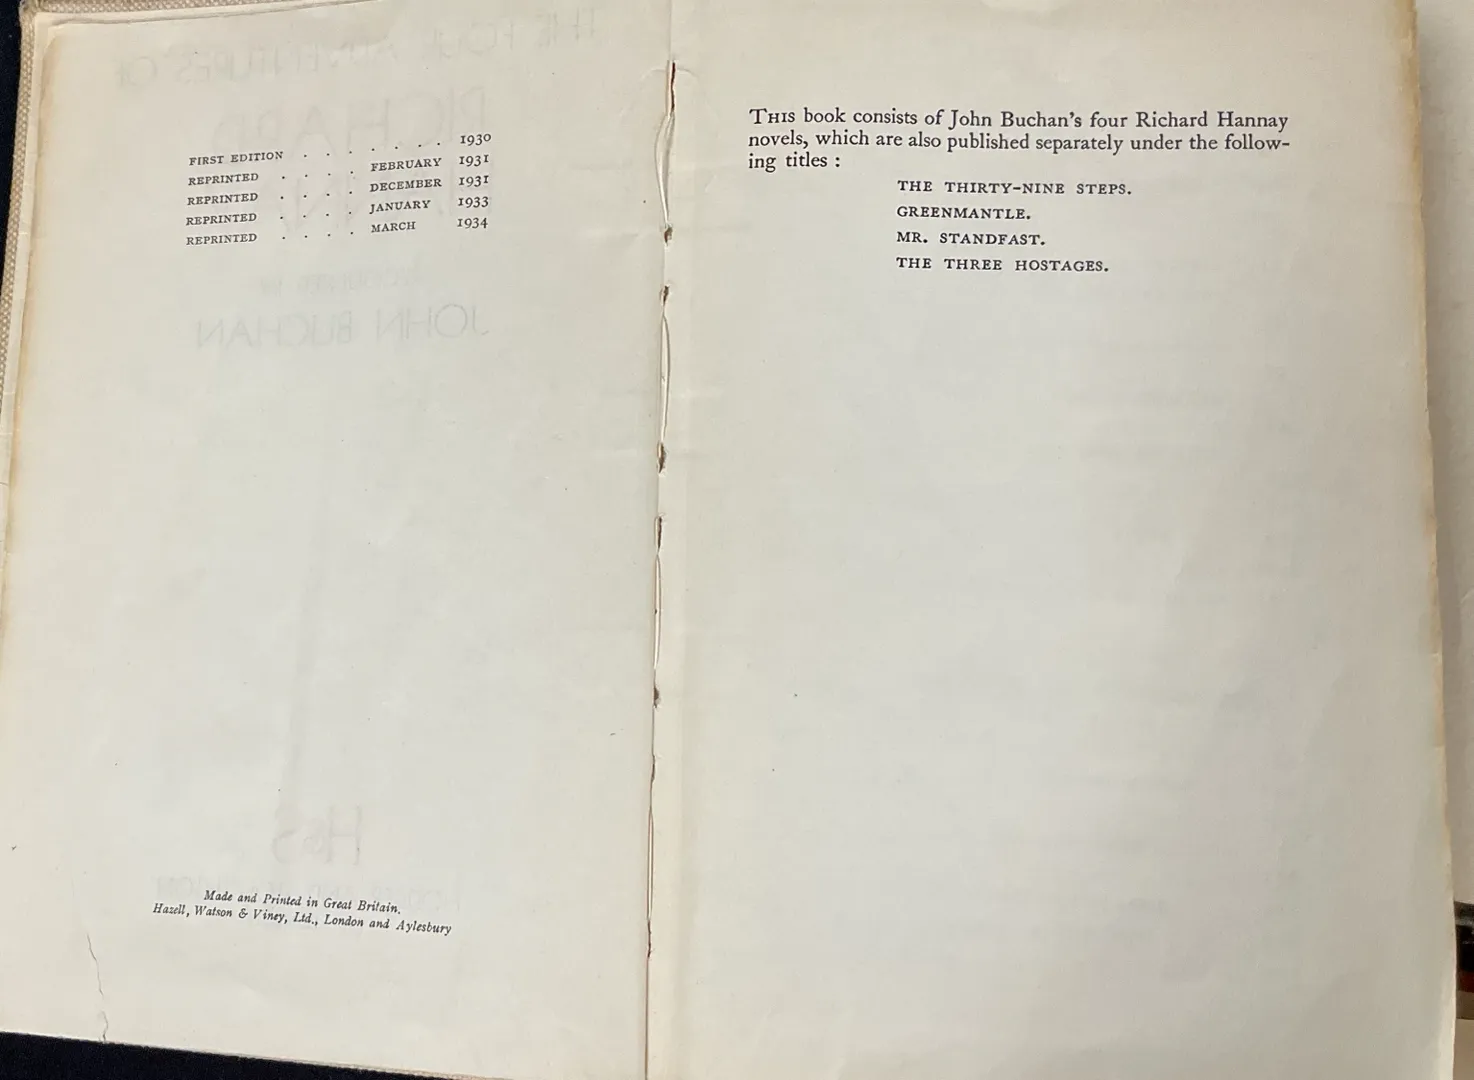 FIRST EDITION . . . . . . . 1930
REPRINTED . . . . FEBRUARY 1931
REPRINTED . . . . DECEMBER 1931
REPRINTED . . . . JANUARY 1933
REPRINTED . . . . MARCH 1934
JOHN BUCHAN
Made and Printed in Great Britain.
Hazell, Watson & Viney, Ltd., London and Aylesbury
THIS book consists of John Buchan's four Richard Hannay
novels, which are also published separately under the follow-
ing titles :
THE THIRTY-NINE STEPS.
GREENMANTLE.
MR. STANDFAST.
THE THREE HOSTAGES.